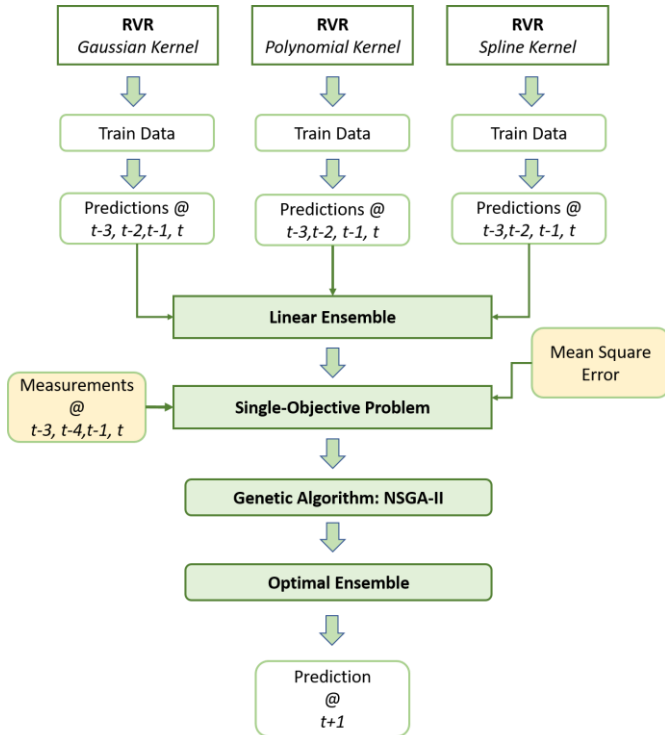 RVR
Gaussian Kernel
RVR
Polynomial Kernel
RVR
Spline Kernel
Train Data
Train Data
Train Data
Predictions @
t-3, t-2,t-1, t
Predictions @
t-3,t-2, t-1, t
Predictions @
t-3,t-2, t-1, t
Linear Ensemble
Mean Square
Error
Measurements
@
t-3, t-4,t-1, t
Single-Objective Problem
Genetic Algorithm: NSGA-II
Optimal Ensemble
Prediction
@
t+1